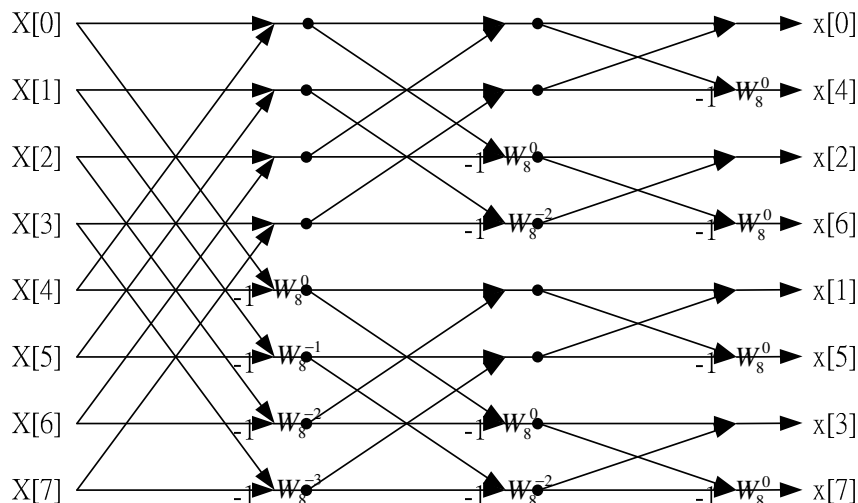 X[0] x[0]
X[1] -1 W₈⁰ x[4]
X[2] -1 W₈⁰ x[2]
X[3] -1 W₈⁻² -1 W₈⁰ x[6]
X[4] -1 W₈⁰ x[1]
X[5] -1 W₈⁻¹ -1 W₈⁰ x[5]
X[6] -1 W₈⁻² -1 W₈⁰ x[3]
X[7] -1 W₈⁻³ -1 W₈⁻² -1 W₈⁰ x[7]